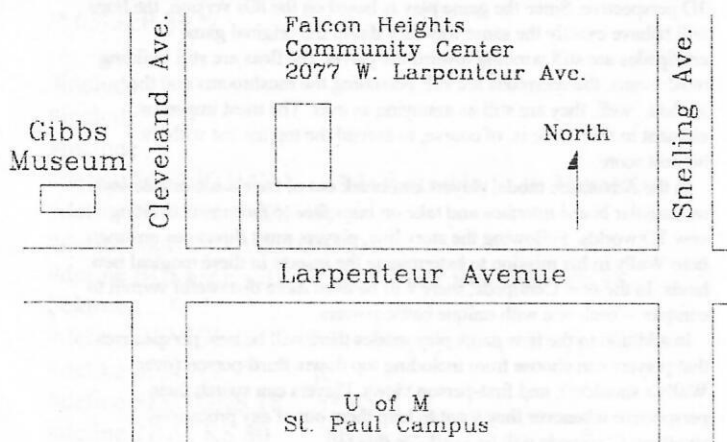 Falcon Heights
Community Center
2077 W. Larpenteur Ave.
Cleveland Ave.
Gibbs
Museum
North
Snelling Ave.
Larpenteur Avenue
U of M
St. Paul Campus